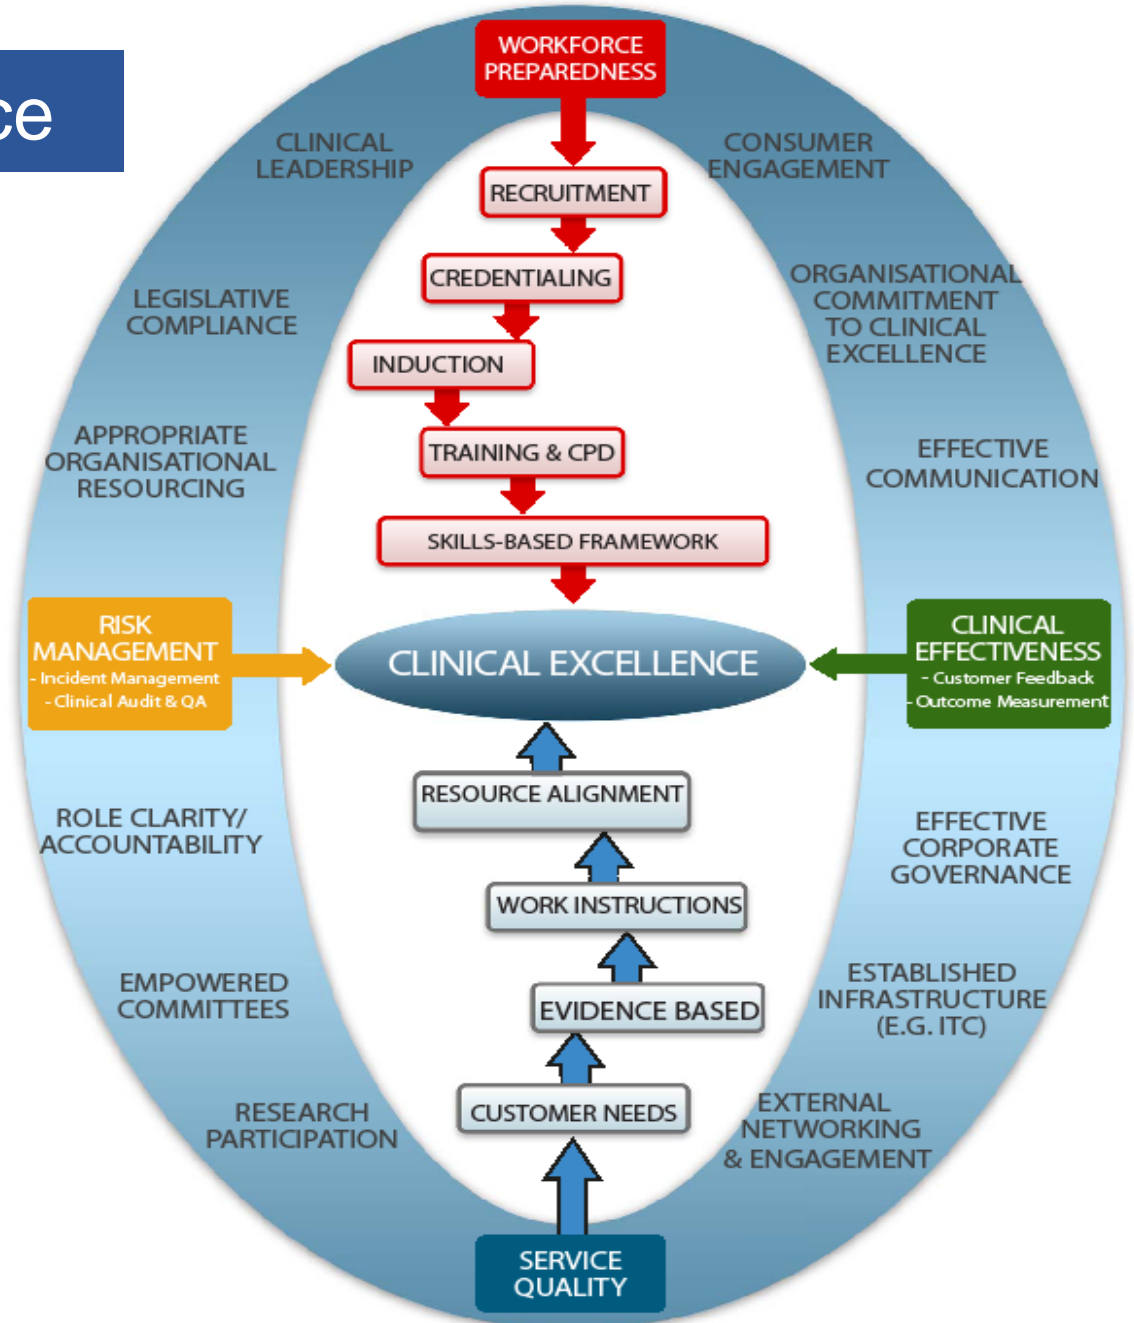 ce
WORKFORCE
PREPAREDNESS
CLINICAL
LEADERSHIP
CONSUMER
ENGAGEMENT
RECRUITMENT
CREDENTIALING
LEGISLATIVE
COMPLIANCE
ORGANISATIONAL
COMMITMENT
TO CLINICAL
EXCELLENCE
INDUCTION
APPROPRIATE
ORGANISATIONAL
RESOURCING
TRAINING & CPD
EFFECTIVE
COMMUNICATION
SKILLS-BASED FRAMEWORK
RISK
MANAGEMENT
- Incident Management
- Clinical Audit & QA
CLINICAL EXCELLENCE
CLINICAL
EFFECTIVENESS
- Customer Feedback
- Outcome Measurement
RESOURCE ALIGNMENT
ROLE CLARITY/
ACCOUNTABILITY
EFFECTIVE
CORPORATE
GOVERNANCE
WORK INSTRUCTIONS
EMPOWERED
COMMITTEES
EVIDENCE BASED
ESTABLISHED
INFRASTRUCTURE
(E.G. ITC)
RESEARCH
PARTICIPATION
CUSTOMER NEEDS
EXTERNAL
NETWORKING
& ENGAGEMENT
SERVICE
QUALITY